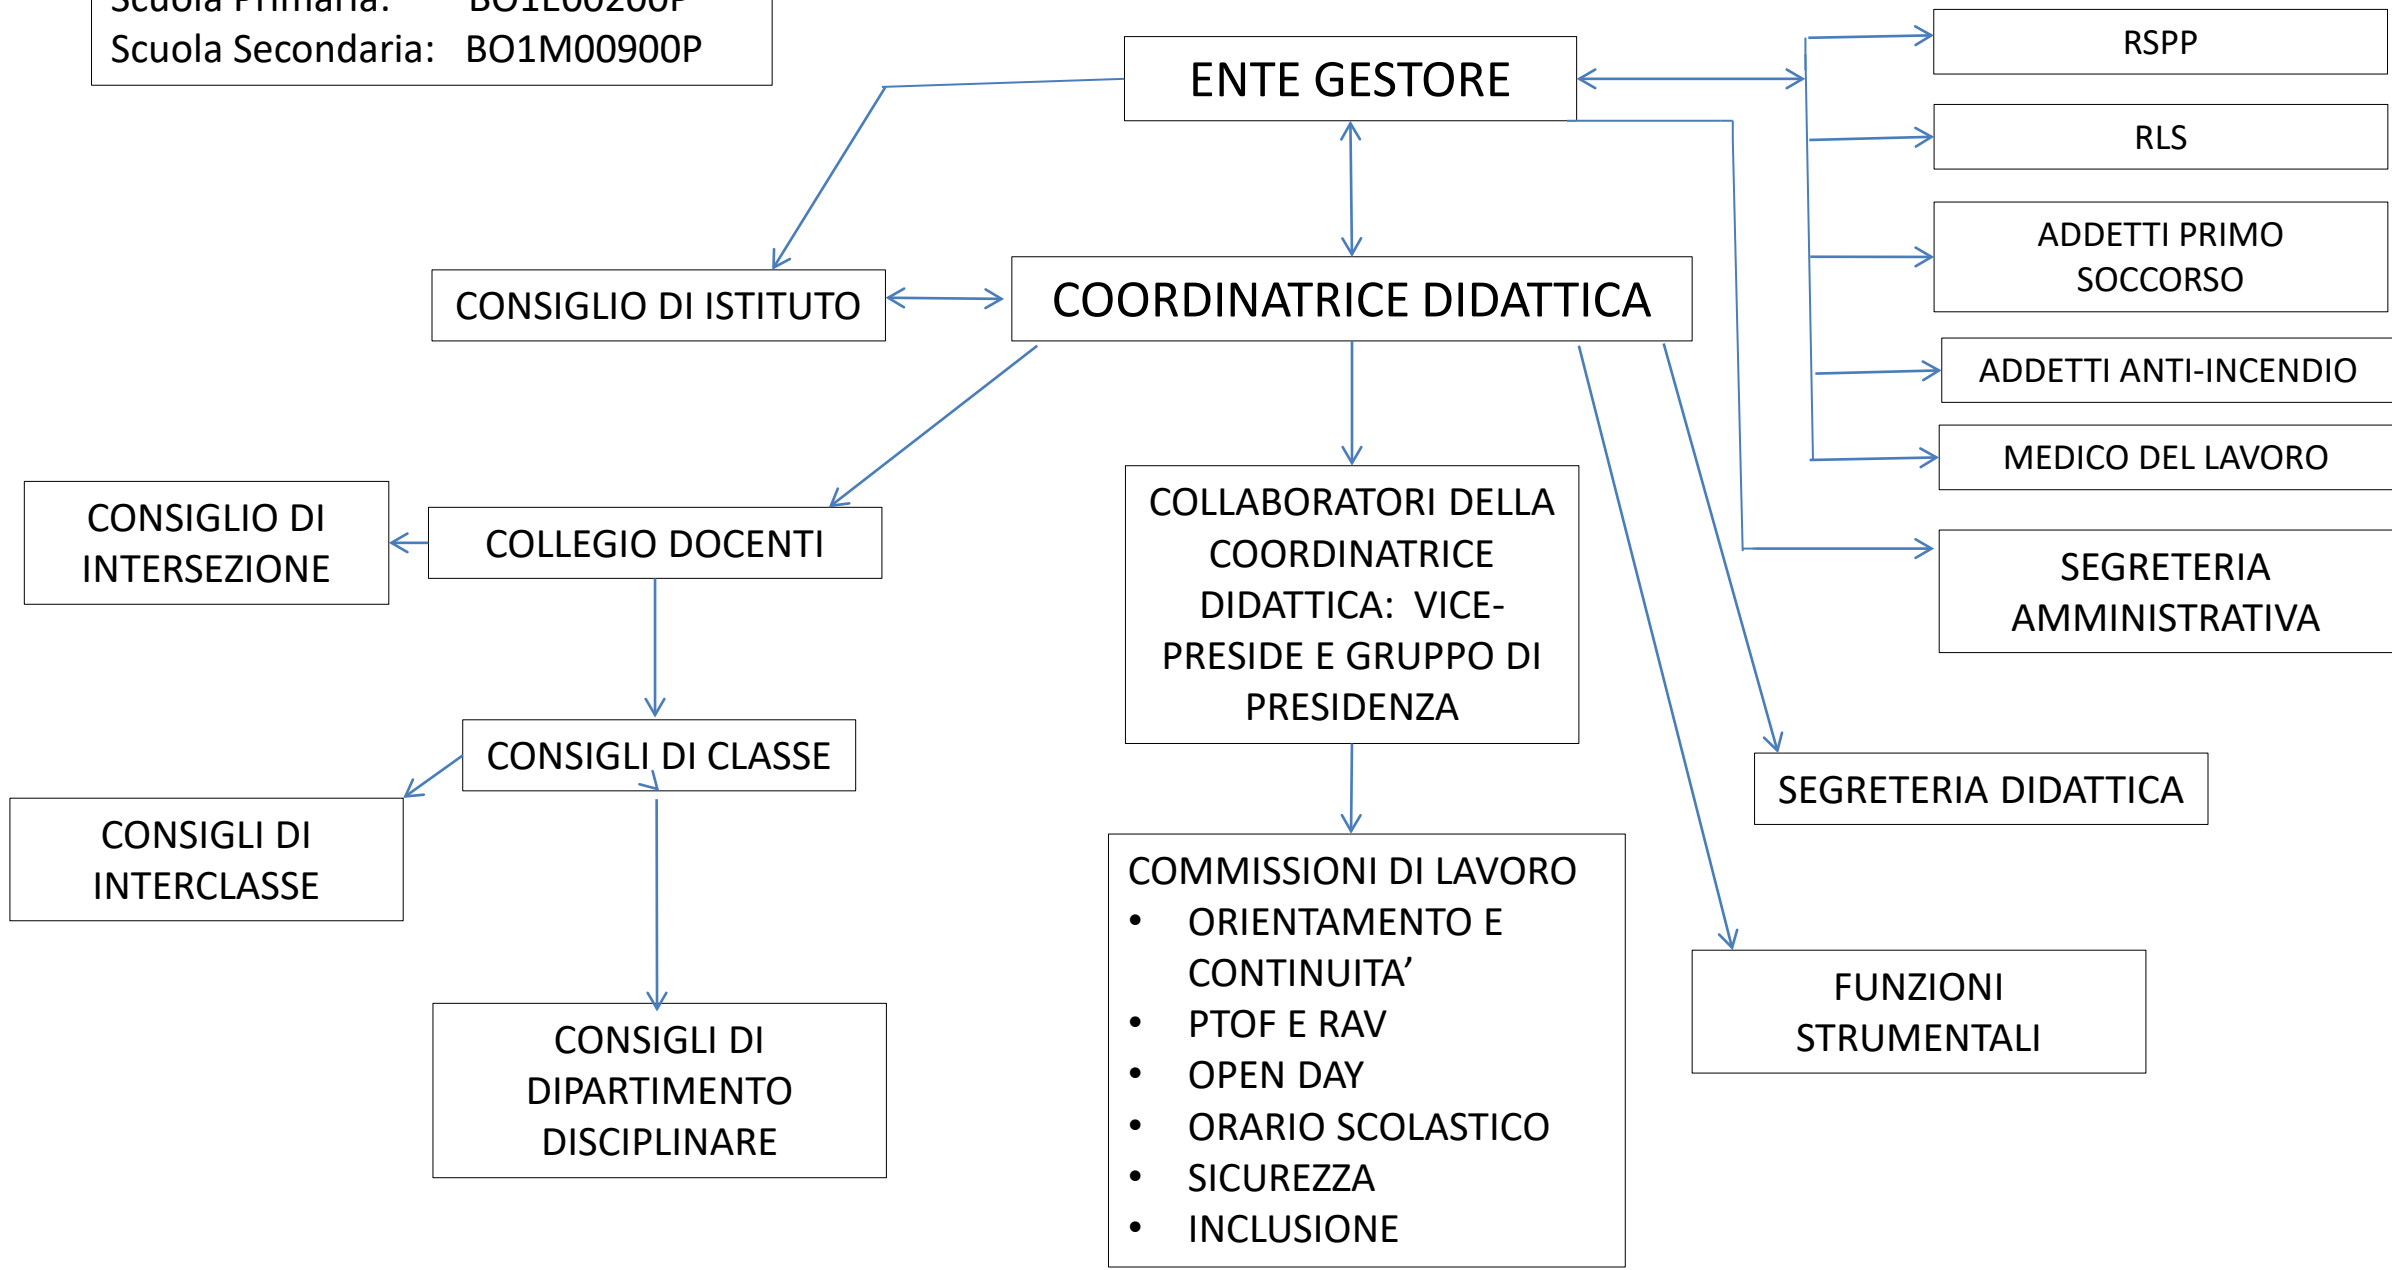 Scuola Primaria: BO1E00200P
Scuola Secondaria: BO1M00900P
ENTE GESTORE
RSPP
RLS
ADDETTI PRIMO
SOCCORSO
CONSIGLIO DI ISTITUTO
COORDINATRICE DIDATTICA
ADDETTI ANTI-INCENDIO
MEDICO DEL LAVORO
CONSIGLIO DI
INTERSEZIONE
COLLEGIO DOCENTI
COLLABORATORI DELLA
COORDINATRICE
DIDATTICA: VICE-
PRESIDE E GRUPPO DI
PRESIDENZA
SEGRETERIA
AMMINISTRATIVA
CONSIGLI DI CLASSE
SEGRETERIA DIDATTICA
CONSIGLI DI
INTERCLASSE
COMMISSIONI DI LAVORO
• ORIENTAMENTO E
CONTINUITA’
• PTOF E RAV
• OPEN DAY
• ORARIO SCOLASTICO
• SICUREZZA
• INCLUSIONE
FUNZIONI
STRUMENTALI
CONSIGLI DI
DIPARTIMENTO
DISCIPLINARE